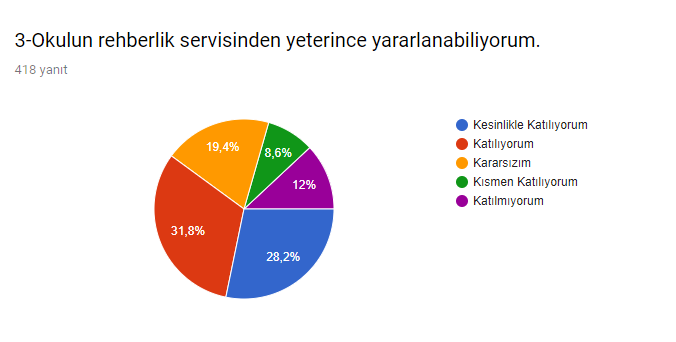 3-Okulun rehberlik servisinden yeterince yararlanabiliyorum.
418 yanıt
Kesinlikle Katılıyorum
Katılıyorum
Kararsızım
Kısmen Katılıyorum
Katılmıyorum
19,4%
8,6%
12%
31,8%
28,2%